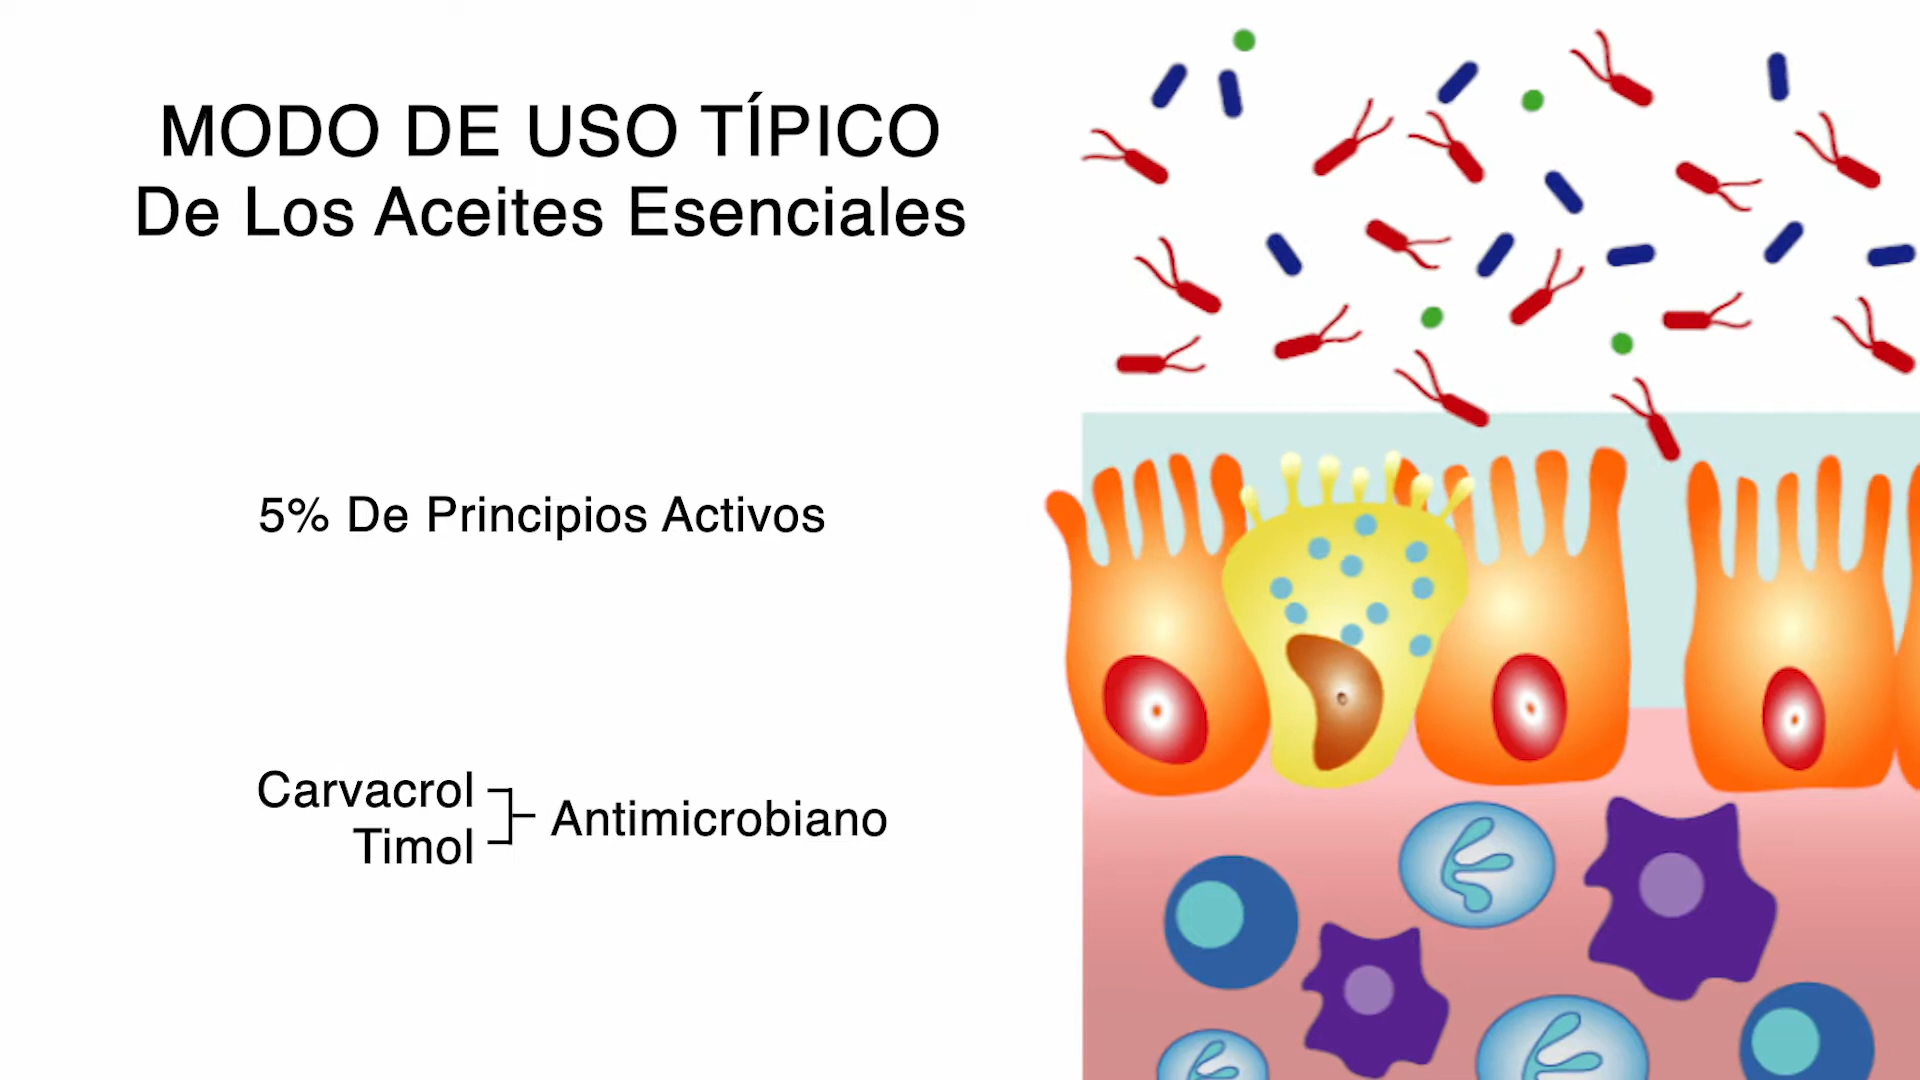 MODO DE USO TÍPICO
De Los Aceites Esenciales
5% De Principios Activos
Carvacrol
Timol
Antimicrobiano